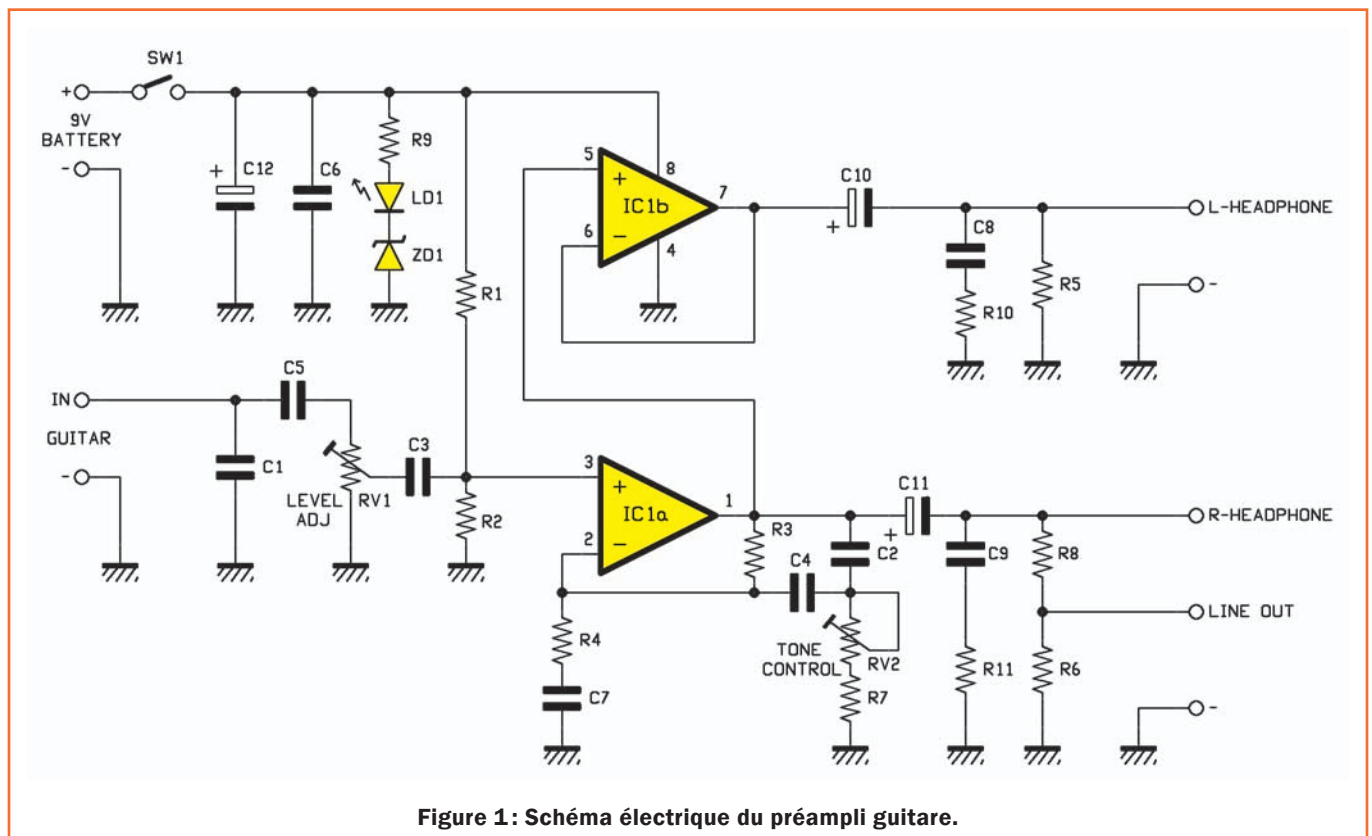 SW1
+
9V
BATTERY
-
+
C12
C6
R9
LD1
ZD1
R1
5
+
8
IC1b
7
6
-
4
C10
+
L-HEADPHONE
C8
R10
R5
-
IN
GUITAR
-
C5
C1
LEVEL
ADJ
RV1
C3
R2
3
+
IC1a
1
2
-
R3
C11
+
C2
C4
R-HEADPHONE
C9
R8
LINE OUT
R4
TONE
CONTROL
RV2
R11
R6
C7
R7
-
Figure 1: Schéma électrique du préampli guitare.